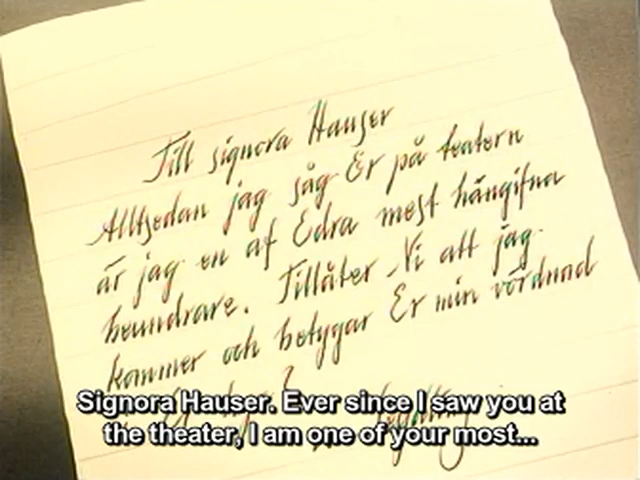 Till signora Hauser
Alltsedan jag såg Er på teatern
är jag en af Edra mest hängifna
beundrare. Tillåter Ni att jag
kommer och betygar Er min vördnad
?
Signora Hauser. Ever since I saw you at
the theater, I am one of your most...